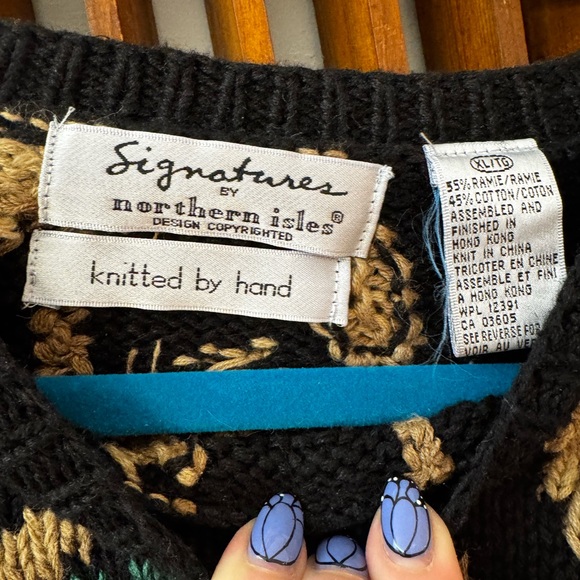 Signatures
BY
northern isles®
DESIGN COPYRIGHTED
knitted by hand
XL/TG
55% RAMIE/RAMIE
45% COTTON/COTON
ASSEMBLED AND
FINISHED IN
HONG KONG
KNIT IN CHINA
TRICOTER EN CHINE
ASSEMBLE ET FINI
A HONG KONG
WPL 12391
CA 03605
SEE REVERSE FOR
VOIR AU